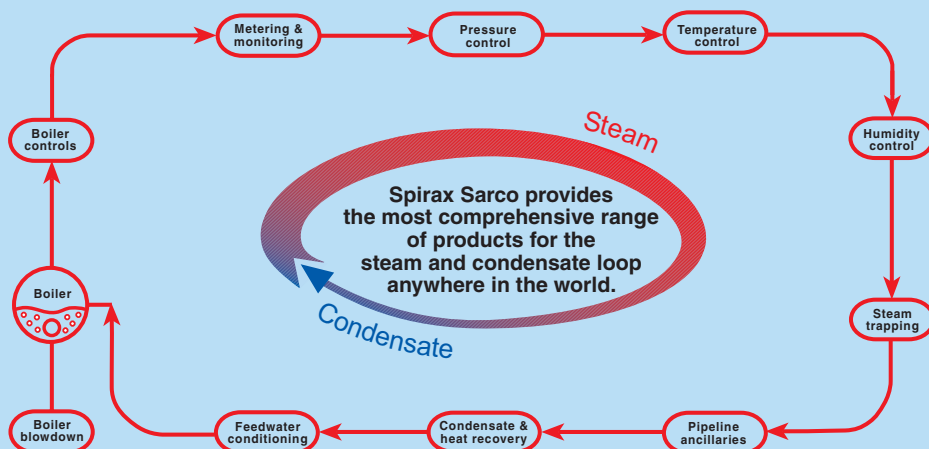 Metering &
monitoring
Pressure
control
Temperature
control
Boiler
controls
Humidity
control
Steam
Spirax Sarco provides
the most comprehensive range
of products for the
steam and condensate loop
anywhere in the world.
Condensate
Boiler
Steam
trapping
Boiler
blowdown
Feedwater
conditioning
Condensate &
heat recovery
Pipeline
ancillaries